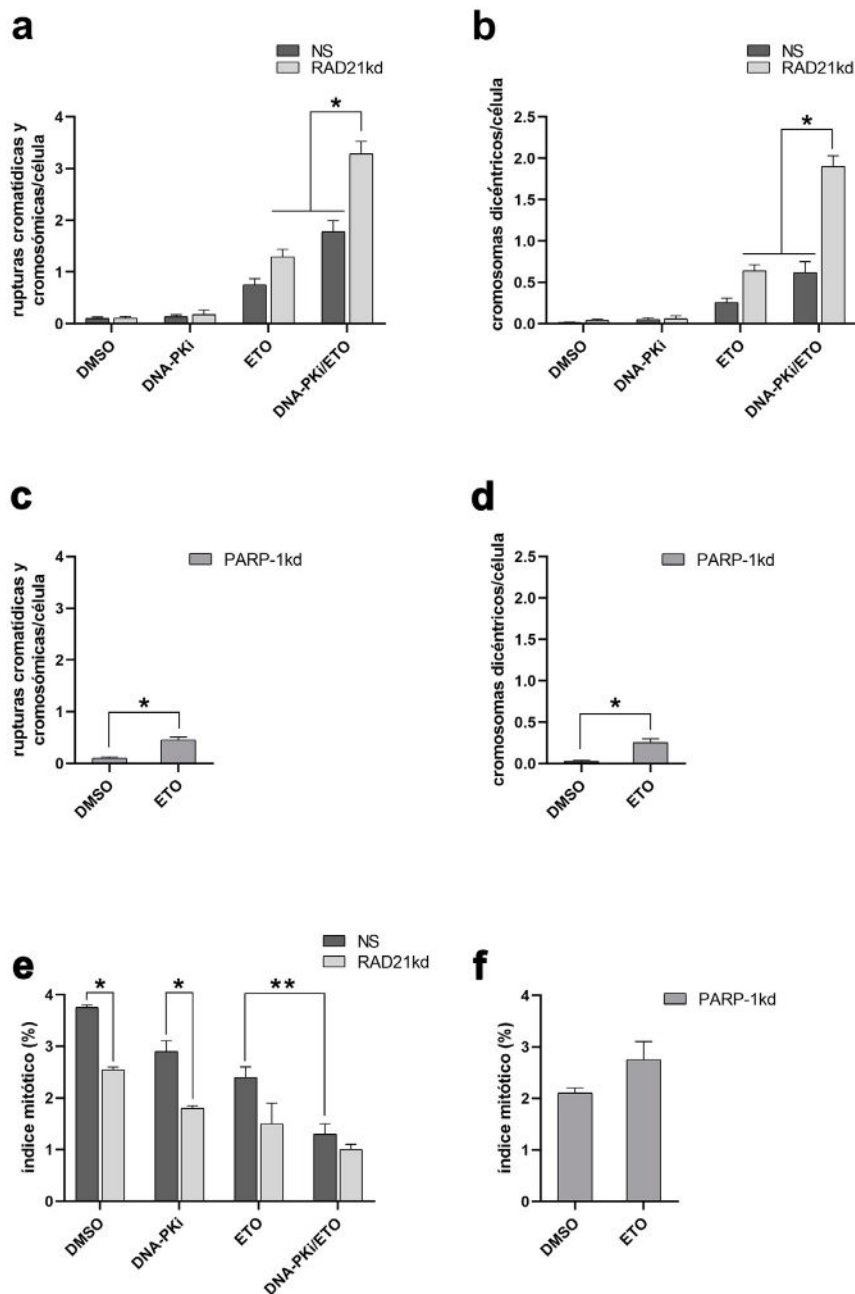 a
NS
RAD21kd
rupturas cromatídicas y
cromosómicas/célula
4
3
2
1
0
*
DMSO
DNA-PKi
ETO
DNA-PKi/ETO
b
NS
RAD21kd
cromosomas dicéntricos/célula
2.5
2.0
1.5
1.0
0.5
0.0
*
DMSO
DNA-PKi
ETO
DNA-PKi/ETO
c
PARP-1kd
rupturas cromatídicas y
cromosómicas/célula
4
3
2
1
0
*
DMSO
ETO
d
PARP-1kd
cromosomas dicéntricos/célula
2.5
2.0
1.5
1.0
0.5
0.0
*
DMSO
ETO
e
NS
RAD21kd
índice mitótico (%)
4
3
2
1
0
*
*
**
DMSO
DNA-PKi
ETO
DNA-PKi/ETO
f
PARP-1kd
índice mitótico (%)
4
3
2
1
0
DMSO
ETO